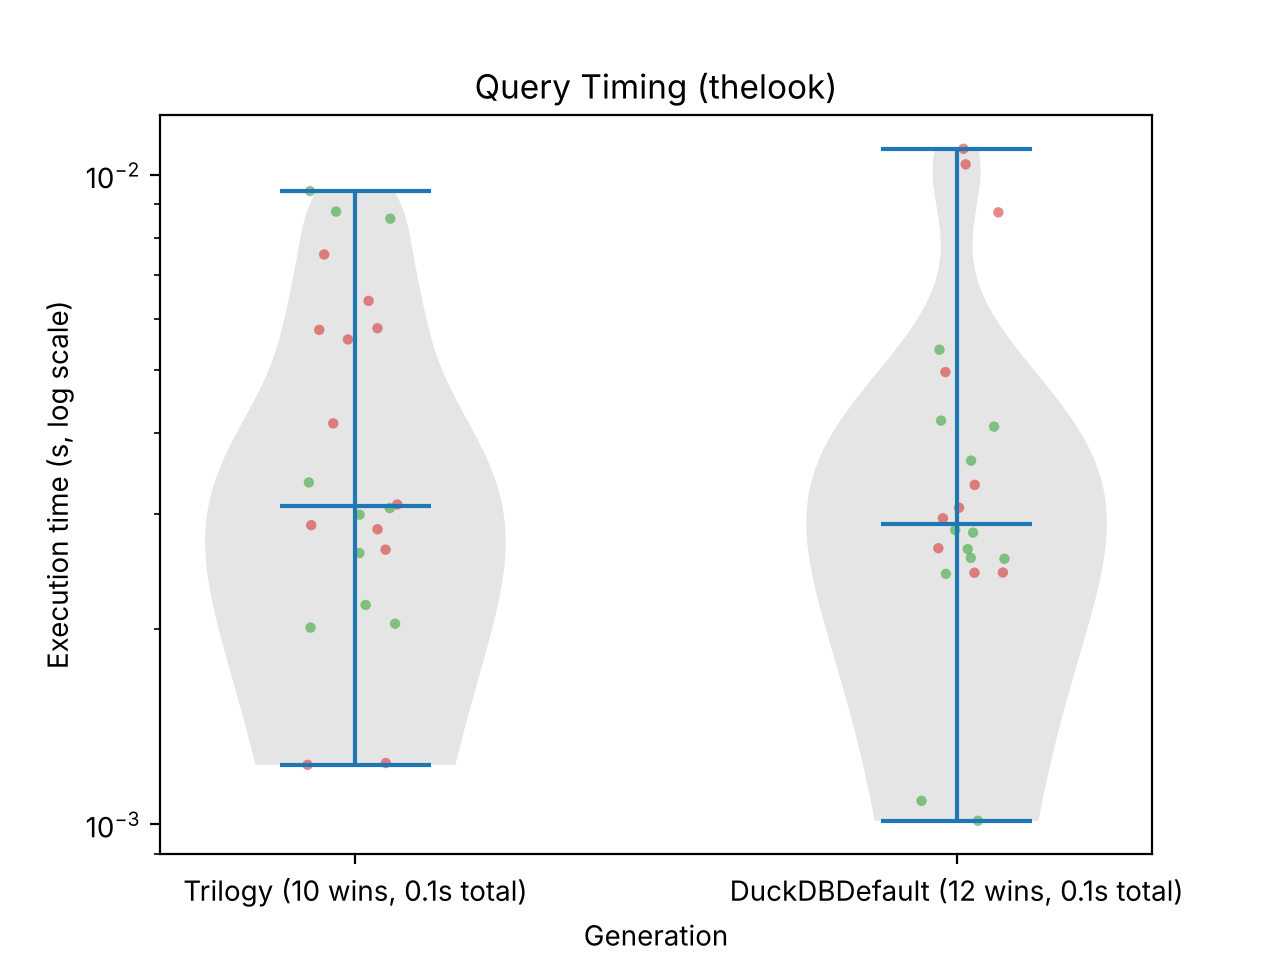 Query Timing (thelook)
10⁻²
10⁻³
Execution time (s, log scale)
Trilogy (10 wins, 0.1s total)
DuckDBDefault (12 wins, 0.1s total)
Generation